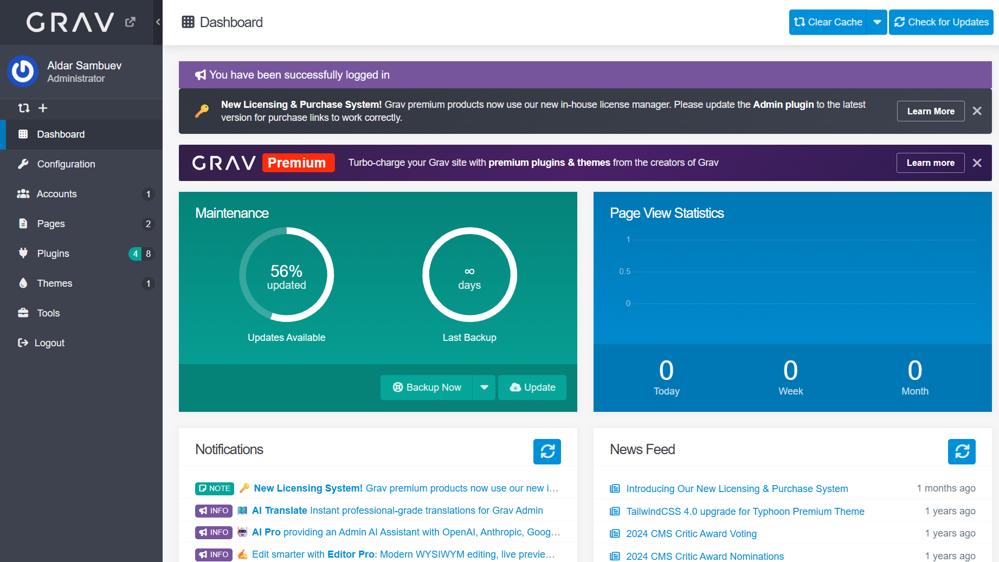 GRAV
Dashboard
Clear Cache
Check for Updates
Aldar Sambuev
Administrator
Dashboard
Configuration
Accounts 1
Pages 2
Plugins 4 8
Themes 1
Tools
Logout
You have been successfully logged in
New Licensing & Purchase System! Grav premium products now use our new in-house license manager. Please update the Admin plugin to the latest
version for purchase links to work correctly.
Learn More
GRAV Premium Turbo-charge your Grav site with premium plugins & themes from the creators of Grav
Learn more
Maintenance
56%
updated
Updates Available
∞
days
Last Backup
Backup Now
Update
Page View Statistics
1
0.5
0
0 0 0
Today Week Month
Notifications
NOTE 🔑 New Licensing System! Grav premium products now use our new i...
INFO AI Translate Instant professional-grade translations for Grav Admin
INFO AI Pro providing an Admin AI Assistant with OpenAI, Anthropic, Goog...
INFO Edit smarter with Editor Pro: Modern WYSIWYM editing, live previe...
News Feed
Introducing Our New Licensing & Purchase System 1 months ago
TailwindCSS 4.0 upgrade for Typhoon Premium Theme 1 years ago
2024 CMS Critic Award Voting 1 years ago
2024 CMS Critic Award Nominations 1 years ago